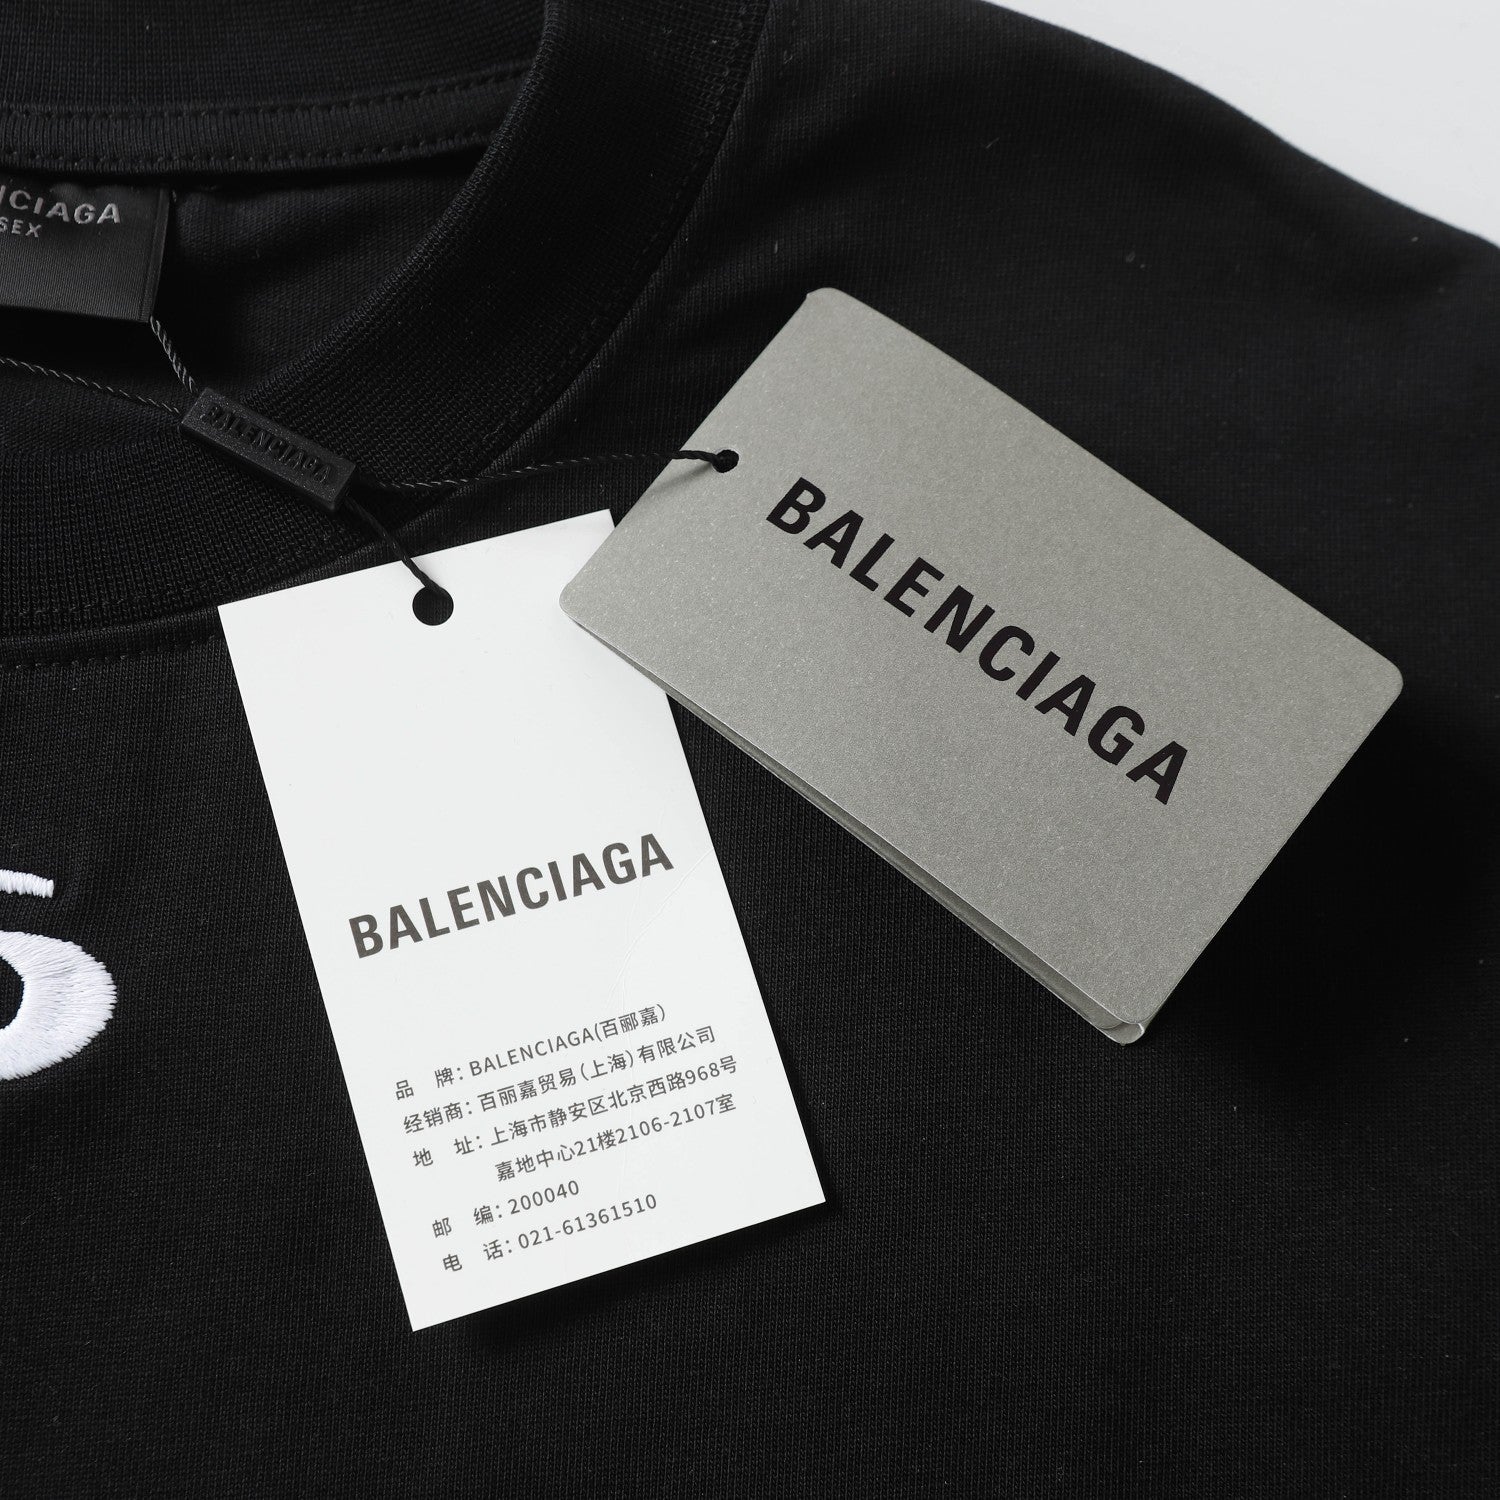 NCIAGA
SEX
BALENCIAGA
BALENCIAGA
BALENCIAGA
品 牌：BALENCIAGA(百郦嘉)
经销商：百丽嘉贸易（上海）有限公司
地 址：上海市静安区北京西路968号
嘉地中心21楼2106-2107室
邮 编：200040
电 话：021-61361510